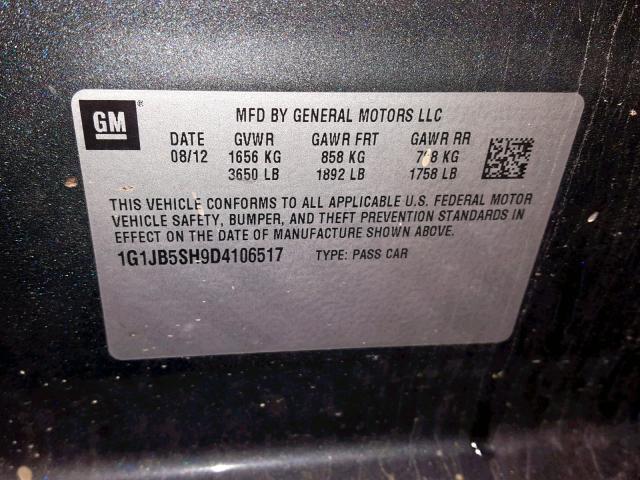 GM ®
MFD BY GENERAL MOTORS LLC
DATE GVWR GAWR FRT GAWR RR
08/12 1656 KG 858 KG KG
3650 LB 1892 LB 1758 LB
THIS VEHICLE CONFORMS TO ALL APPLICABLE U.S. FEDERAL MOTOR
VEHICLE SAFETY, BUMPER, AND THEFT PREVENTION STANDARDS IN
EFFECT ON THE DATE OF MANUFACTURE SHOWN ABOVE.
1G1JB5SH9D4106517 TYPE: PASS CAR